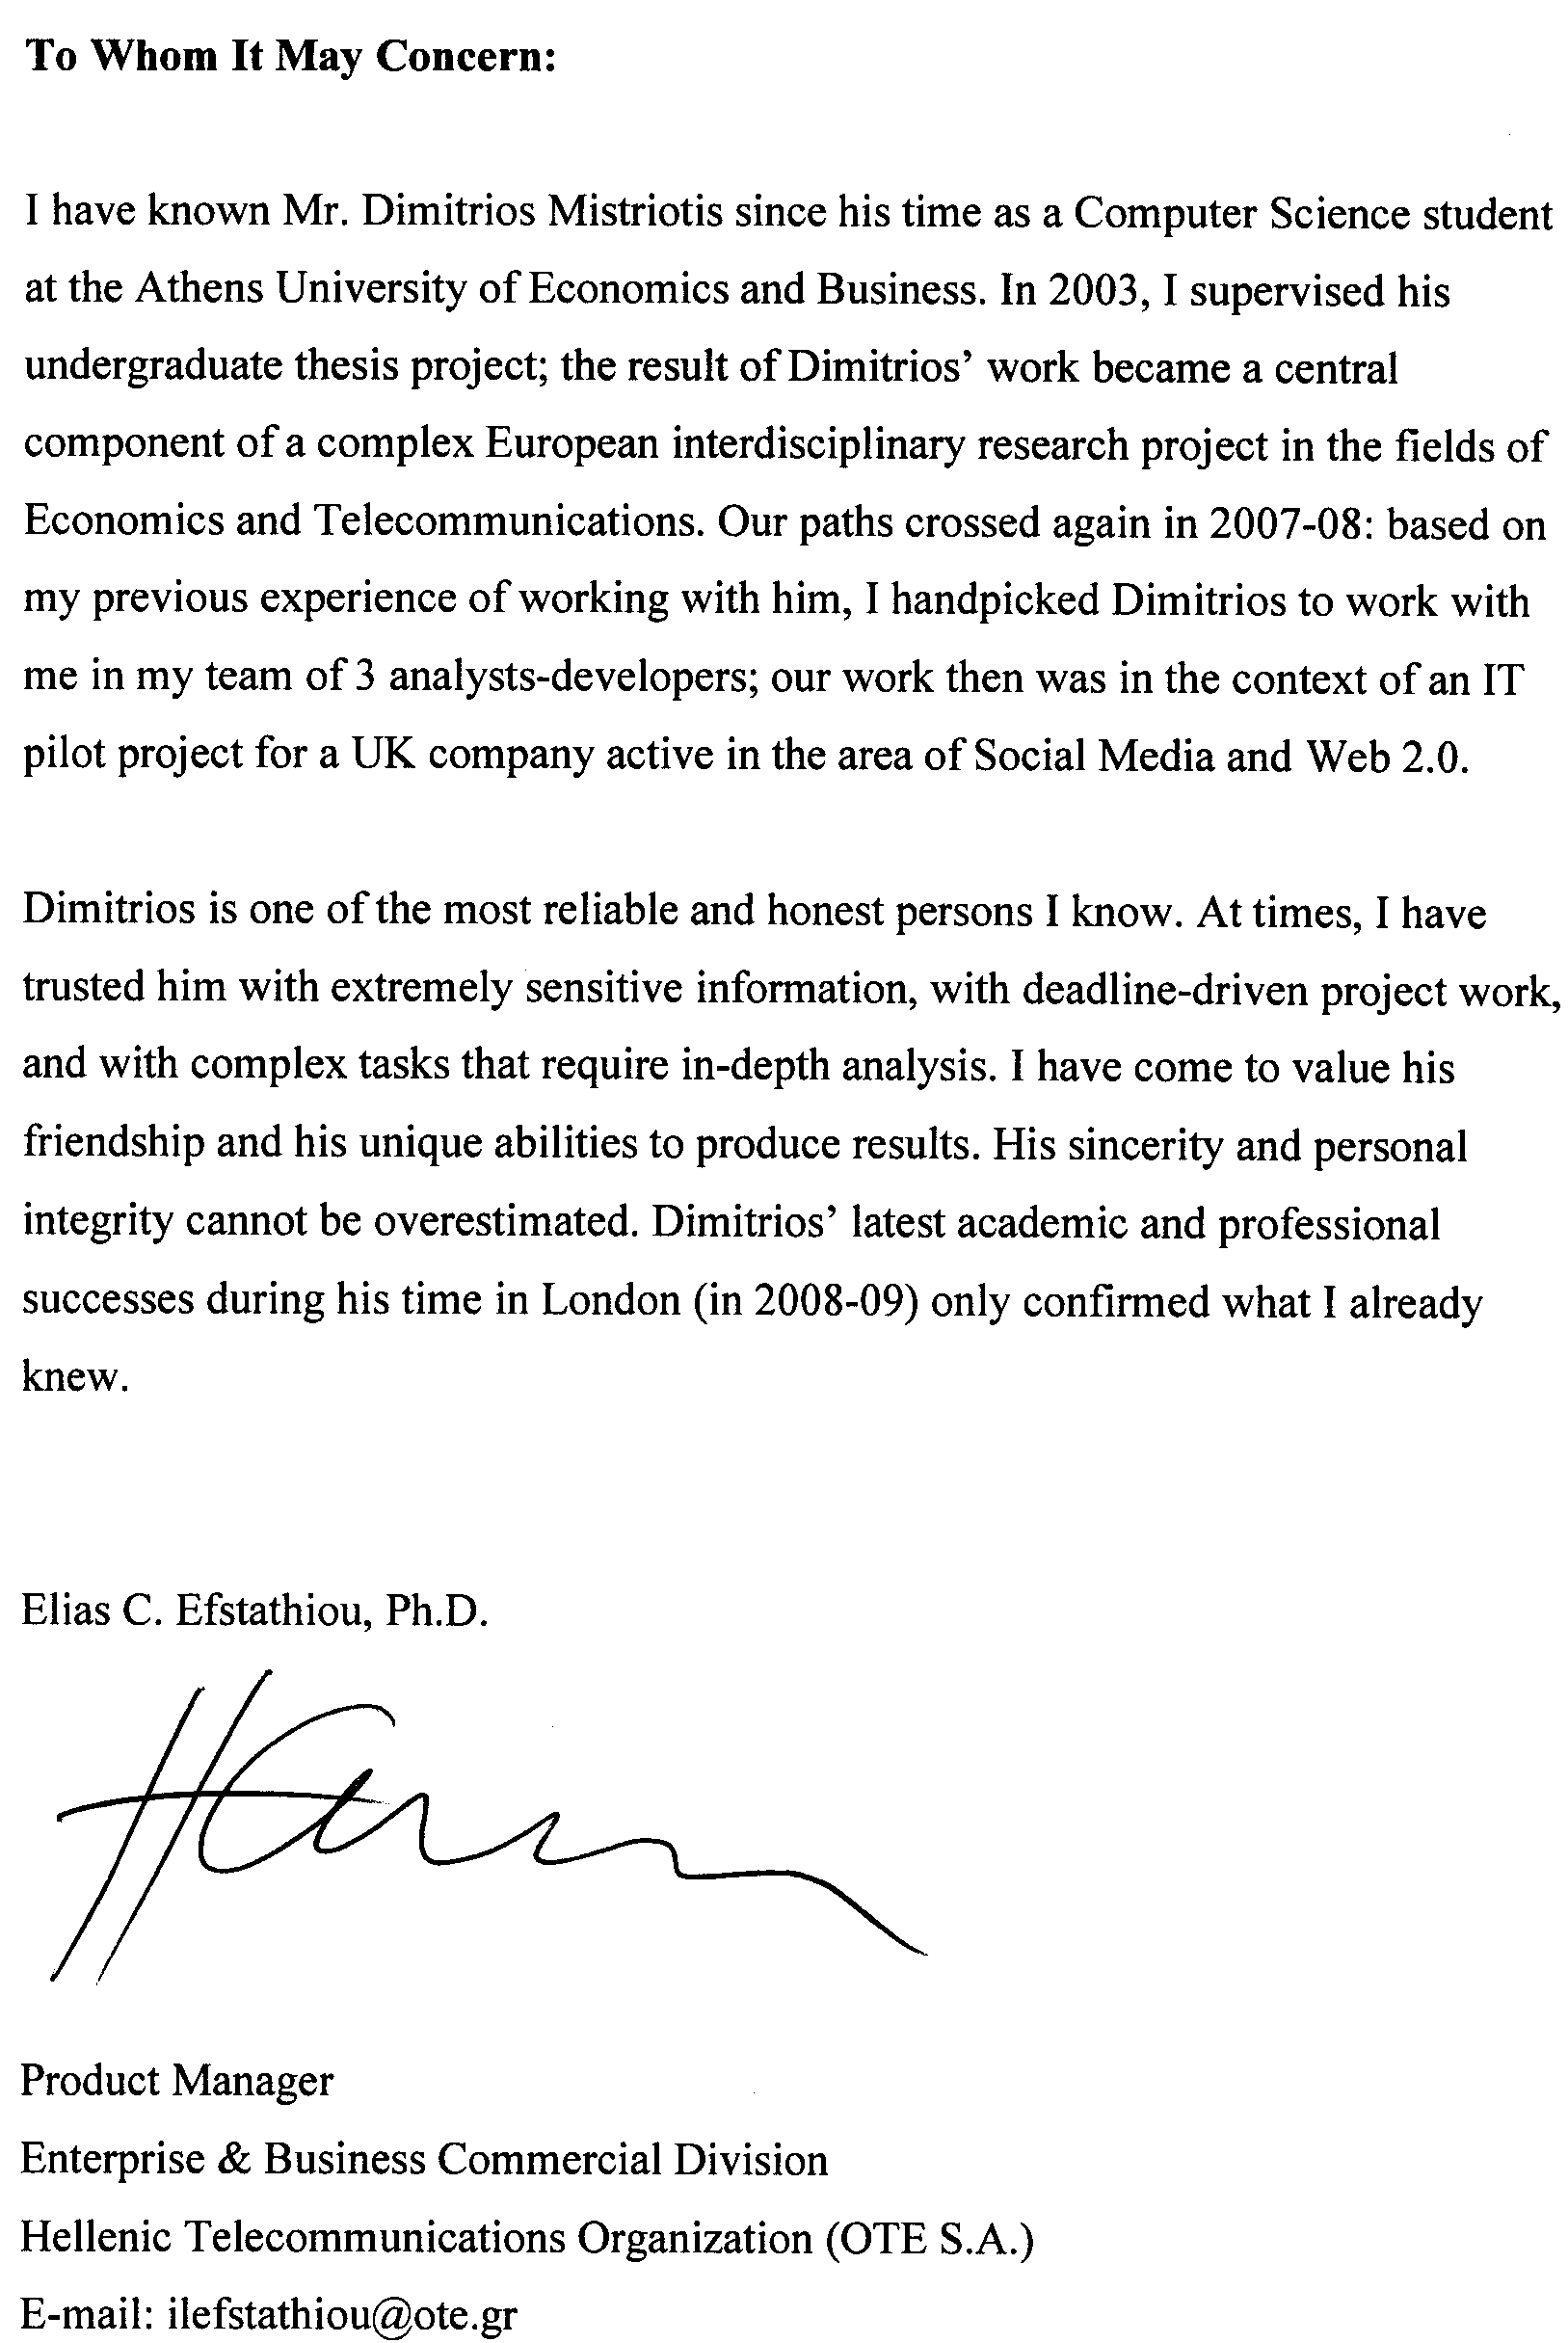 To Whom It May Concern:
I have known Mr. Dimitrios Mistriotis since his time as a Computer Science student
at the Athens University of Economics and Business. In 2003, I supervised his
undergraduate thesis project; the result of Dimitrios’ work became a central
component of a complex European interdisciplinary research project in the fields of
Economics and Telecommunications. Our paths crossed again in 2007-08: based on
my previous experience of working with him, I handpicked Dimitrios to work with
me in my team of 3 analysts-developers; our work then was in the context of an IT
pilot project for a UK company active in the area of Social Media and Web 2.0.
Dimitrios is one of the most reliable and honest persons I know. At times, I have
trusted him with extremely sensitive information, with deadline-driven project work,
and with complex tasks that require in-depth analysis. I have come to value his
friendship and his unique abilities to produce results. His sincerity and personal
integrity cannot be overestimated. Dimitrios’ latest academic and professional
successes during his time in London (in 2008-09) only confirmed what I already
knew.
Elias C. Efstathiou, Ph.D.
Product Manager
Enterprise & Business Commercial Division
Hellenic Telecommunications Organization (OTE S.A.)
E-mail: ilefstathiou@ote.gr